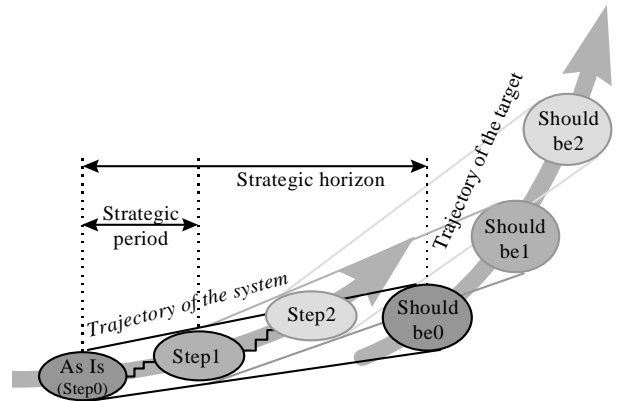 Should
be2
Trajectory of the target
Strategic horizon
Strategic
period
Should
be1
Trajectory of the system
Step2
Should
be0
Step1
As Is
(Step0)